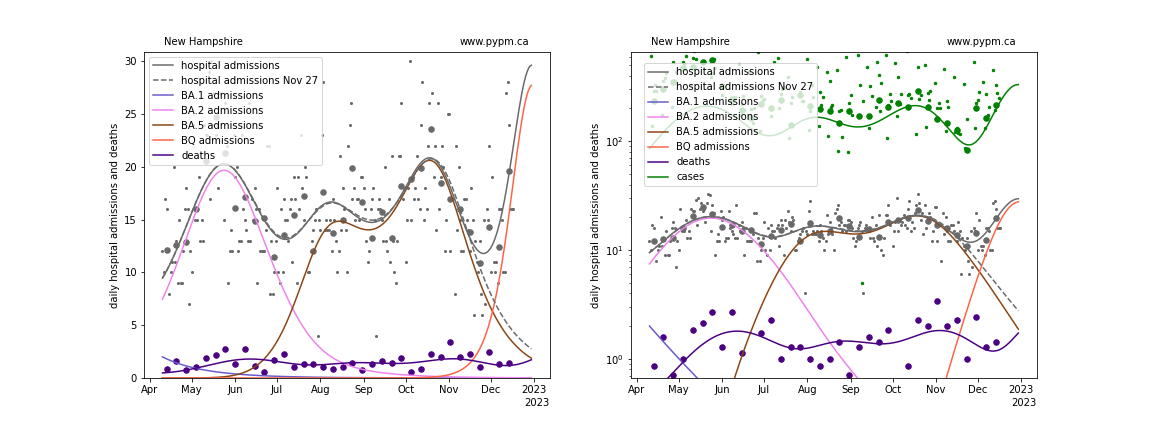 New Hampshire
www.pypm.ca
daily hospital admissions and deaths
30
25
20
15
10
5
0
hospital admissions
hospital admissions Nov 27
BA.1 admissions
BA.2 admissions
BA.5 admissions
BQ admissions
deaths
Apr May Jun Jul Aug Sep Oct Nov Dec 2023
2023
New Hampshire
www.pypm.ca
daily hospital admissions and deaths
10²
10¹
10⁰
hospital admissions
hospital admissions Nov 27
BA.1 admissions
BA.2 admissions
BA.5 admissions
BQ admissions
deaths
cases
Apr May Jun Jul Aug Sep Oct Nov Dec 2023
2023